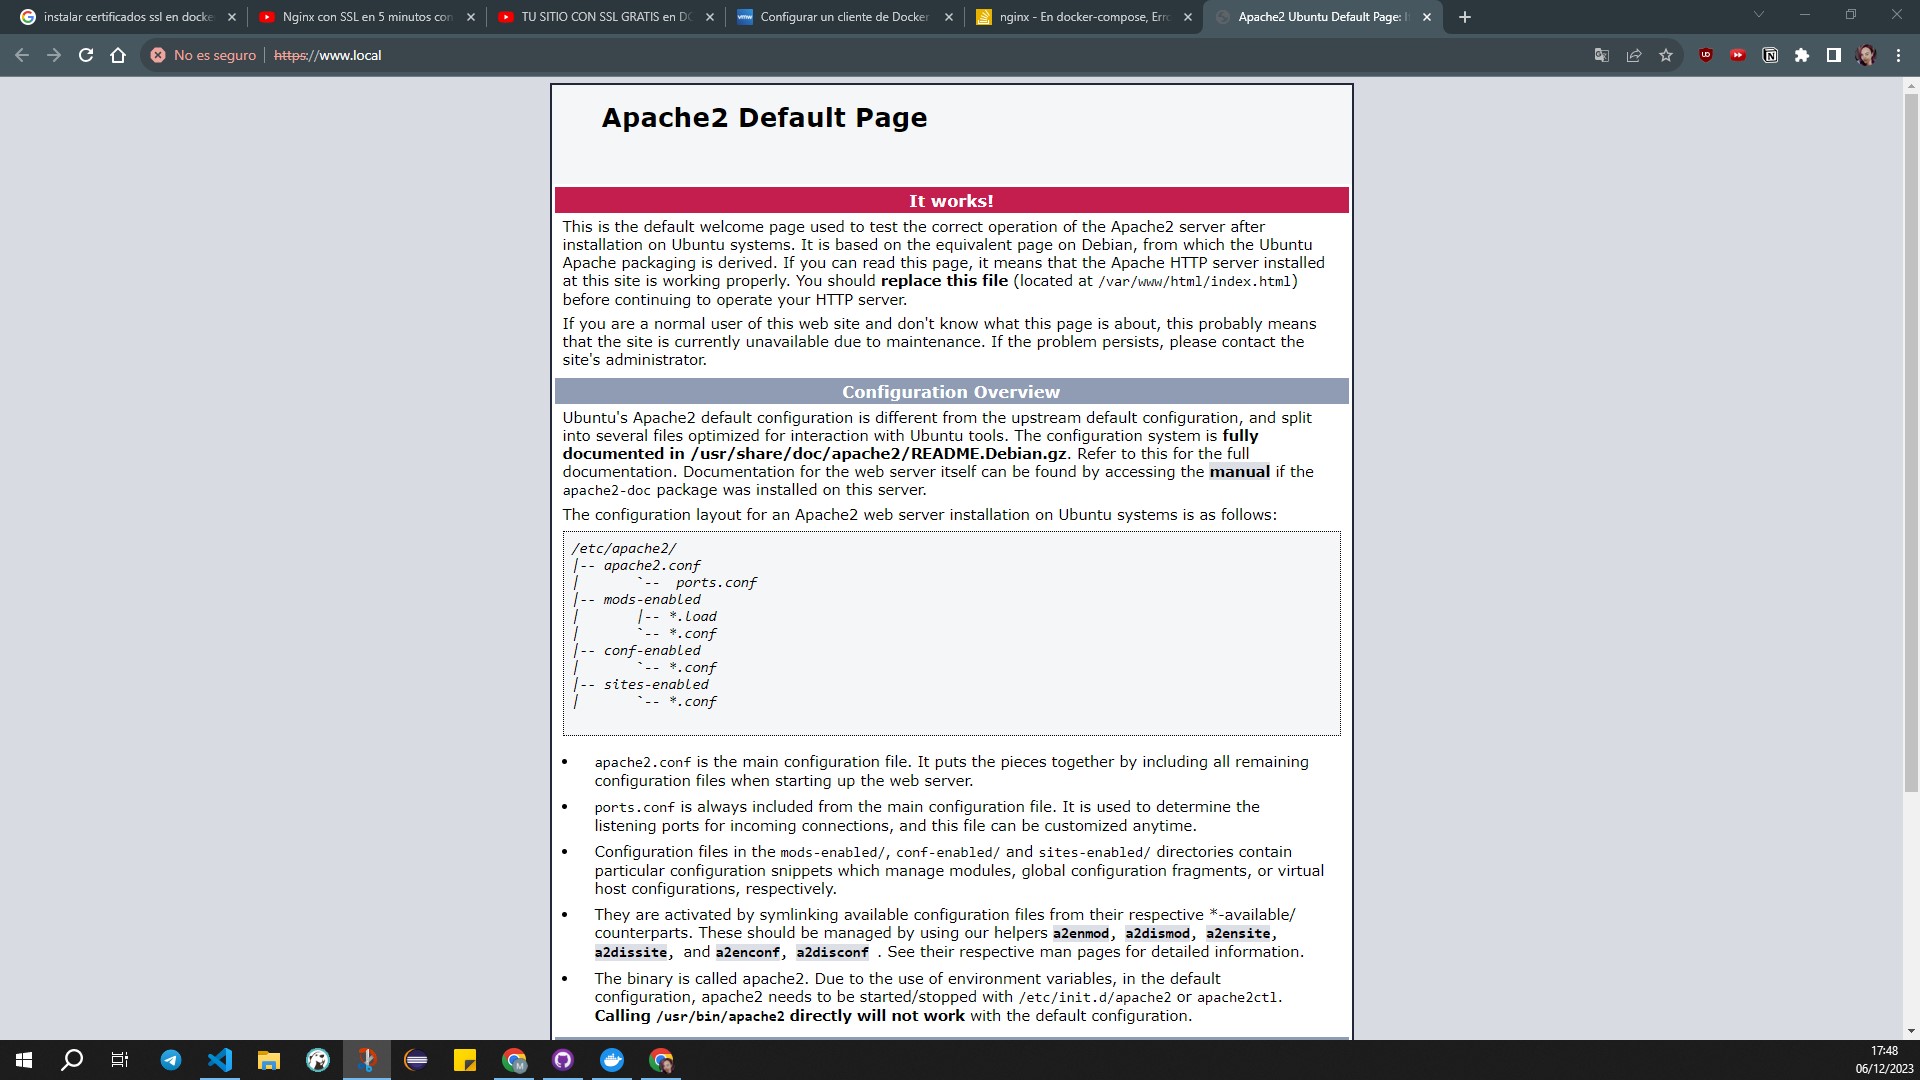 instalar certificados ssl en docke
Nginx con SSL en 5 minutos con
TU SITIO CON SSL GRATIS en DO
Configurar un cliente de Docker
nginx - En docker-compose, Erro
Apache2 Ubuntu Default Page: I
No es seguro
https://www.local
Apache2 Default Page
It works!
This is the default welcome page used to test the correct operation of the Apache2 server after
installation on Ubuntu systems. It is based on the equivalent page on Debian, from which the Ubuntu
Apache packaging is derived. If you can read this page, it means that the Apache HTTP server installed
at this site is working properly. You should replace this file (located at /var/www/html/index.html)
before continuing to operate your HTTP server.
If you are a normal user of this web site and don't know what this page is about, this probably means
that the site is currently unavailable due to maintenance. If the problem persists, please contact the
site's administrator.
Configuration Overview
Ubuntu's Apache2 default configuration is different from the upstream default configuration, and split
into several files optimized for interaction with Ubuntu tools. The configuration system is fully
documented in /usr/share/doc/apache2/README.Debian.gz. Refer to this for the full
documentation. Documentation for the web server itself can be found by accessing the manual if the
apache2-doc package was installed on this server.
The configuration layout for an Apache2 web server installation on Ubuntu systems is as follows:
/etc/apache2/
|-- apache2.conf
|       `--  ports.conf
|-- mods-enabled
|       |-- *.load
|       `-- *.conf
|-- conf-enabled
|       `-- *.conf
|-- sites-enabled
|       `-- *.conf
• apache2.conf is the main configuration file. It puts the pieces together by including all remaining
configuration files when starting up the web server.
• ports.conf is always included from the main configuration file. It is used to determine the
listening ports for incoming connections, and this file can be customized anytime.
• Configuration files in the mods-enabled/, conf-enabled/ and sites-enabled/ directories contain
particular configuration snippets which manage modules, global configuration fragments, or virtual
host configurations, respectively.
• They are activated by symlinking available configuration files from their respective *-available/
counterparts. These should be managed by using our helpers a2enmod, a2dismod, a2ensite,
a2dissite, and a2enconf, a2disconf . See their respective man pages for detailed information.
• The binary is called apache2. Due to the use of environment variables, in the default
configuration, apache2 needs to be started/stopped with /etc/init.d/apache2 or apache2ctl.
Calling /usr/bin/apache2 directly will not work with the default configuration.
17:48
06/12/2023